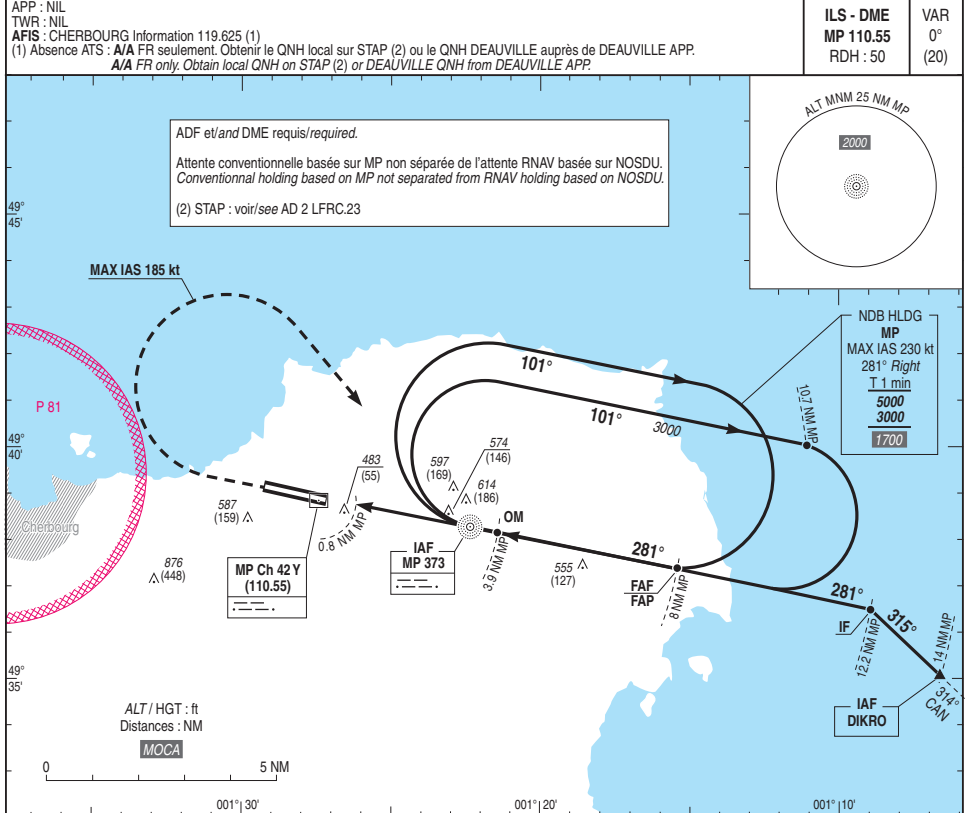 APP : NIL
TWR : NIL
AFIS : CHERBOURG Information 119.625 (1)
(1) Absence ATS : A/A FR seulement. Obtenir le QNH local sur STAP (2) ou le QNH DEAUVILLE auprès de DEAUVILLE APP.
A/A FR only. Obtain local QNH on STAP (2) or DEAUVILLE QNH from DEAUVILLE APP.
ILS - DME
MP 110.55
RDH : 50
VAR
0°
(20)
ADF et/and DME requis/required.
Attente conventionnelle basée sur MP non séparée de l'attente RNAV basée sur NOSDU.
Conventionnal holding based on MP not separated from RNAV holding based on NOSDU.
(2) STAP : voir/see AD 2 LFRC.23
ALT MNM 25 NM MP
2000
49°
45'
MAX IAS 185 kt
NDB HLDG
MP
MAX IAS 230 kt
281° Right
T 1 min
5000
3000
1700
101°
101°
3000
10.7 NM MP
P 81
49°
40'
483
(55)
597
(169)
574
(146)
614
(186)
587
(159)
Cherbourg
0.8 NM MP
OM
876
(448)
MP Ch 42 Y
(110.55)
IAF
MP 373
3.9 NM MP
555
(127)
281°
FAF
FAP
8 NM MP
281°
IF
315°
12.2 NM MP
14 NM MP
314°
CAN
IAF
DIKRO
49°
35'
ALT / HGT : ft
Distances : NM
MOCA
0
5 NM
001° 30'
001° 20'
001° 10'